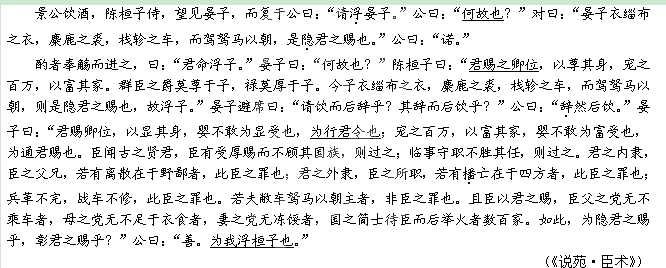 景公饮酒，陈桓子侍，望见晏子，而复于公曰：“请浮晏子。”公曰：“何故也？”对曰：“晏子衣缁布
之衣，麋鹿之裘，栈轸之车，而驾驽马以朝，是隐君之赐也。”公曰：“诺。”
酌者奉觞而进之，曰：“君命浮子。”晏子曰：“何故也？”陈桓子曰：“君赐之卿位，以尊其身，宠之
百万，以富其家。群臣之爵莫尊于子，禄莫厚于子。今子衣缁布之衣，麋鹿之裘，栈轸之车，而驾驽马以
朝，则是隐君之赐也，故浮子。”晏子避席曰：“请饮而后辞乎？其辞而后饮乎？”公曰：“辞然后饮。”晏
子曰：“君赐卿位，以显其身，婴不敢为显受也，为行君令也；宠之百万，以富其家，婴不敢为富受也，
为通君赐也。臣闻古之贤君，臣有受厚赐而不顾其国族，则过之；临事守职不胜其任，则过之。君之内隶，
臣之父兄，若有离散在于野鄙者，此臣之罪也；君之外隶，臣之所职，若有播亡在于四方者，此臣之罪也；
兵革不完，战车不修，此臣之罪也。若夫敝车驽马以朝主者，非臣之罪也。且臣以君之赐，臣父之党无不
乘车者，母之党无不足于衣食者，妻之党无冻馁者，国之简士待臣而后举火者数百家。如此，为隐君之赐
乎，彰君之赐乎？”公曰：“善。为我浮桓子也。”
（《说苑·臣术》）